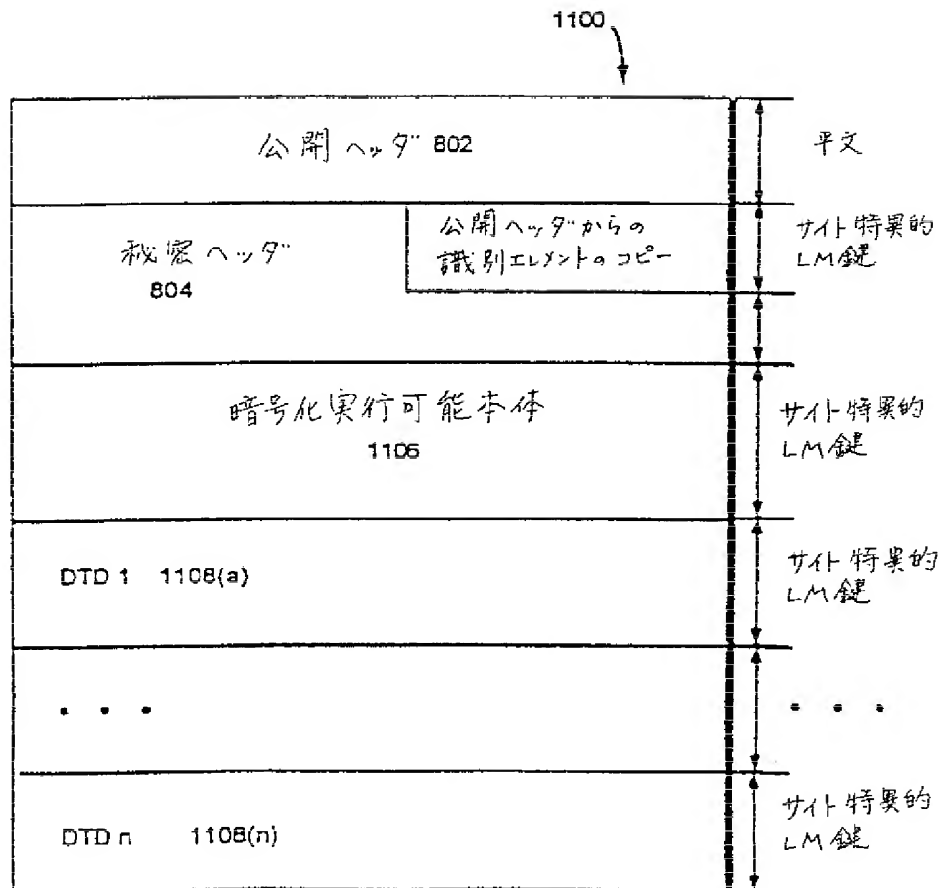 1100
公開ヘッダ 802
平文
秘密ヘッダ
804
公開ヘッダからの
識別エレメントのコピー
サイト特異的
LM鍵
暗号化実行可能本体
1106
サイト特異的
LM鍵
DTD 1 1108(a)
サイト特異的
LM鍵
• • •
• • •
DTD n 1108(n)
サイト特異的
LM鍵